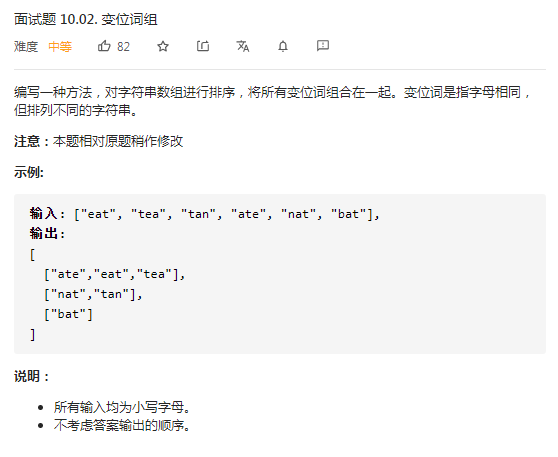 面试题 10.02. 变位词组
难度 中等 82
编写一种方法，对字符串数组进行排序，将所有变位词组合在一起。变位词是指字母相同，
但排列不同的字符串。
注意：本题相对原题稍作修改
示例:
输入: ["eat", "tea", "tan", "ate", "nat", "bat"],
输出:
[
["ate","eat","tea"],
["nat","tan"],
["bat"]
]
说明：
所有输入均为小写字母。
不考虑答案输出的顺序。